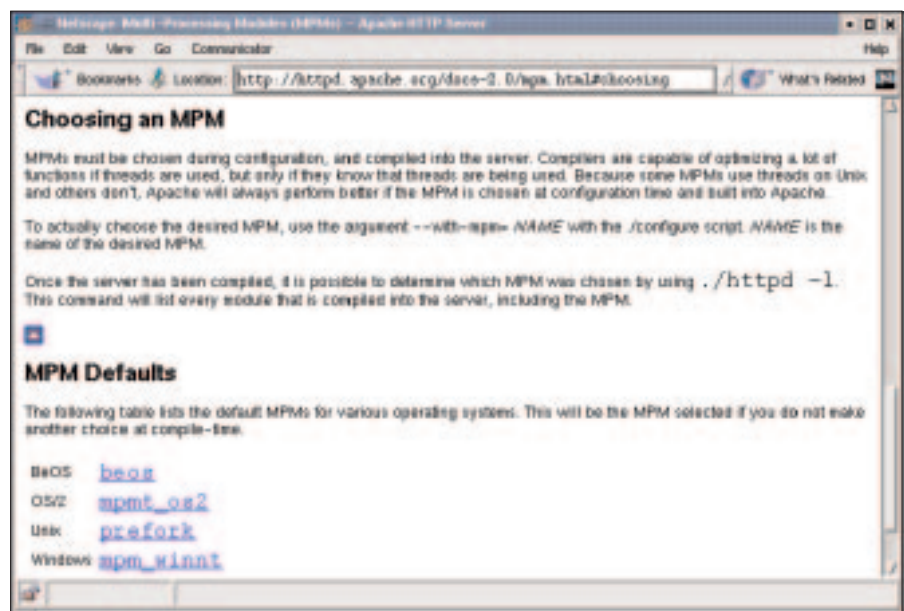 Netscape: Multi-Processing Modules (MPMs) - Apache HTTP Server
File Edit View Go Communicator Help
Bookmarks Location: http://httpd.apache.org/docs-2.0/mpm.html#choosing What's Related
Choosing an MPM
MPMs must be chosen during configuration, and compiled into the server. Compilers are capable of optimizing a lot of
functions if threads are used, but only if they know that threads are being used. Because some MPMs use threads on Unix
and others don't, Apache will always perform better if the MPM is chosen at configuration time and built into Apache.
To actually choose the desired MPM, use the argument --with-mpm= NAME with the ./configure script. NAME is the
name of the desired MPM.
Once the server has been compiled, it is possible to determine which MPM was chosen by using ./httpd -l.
This command will list every module that is compiled into the server, including the MPM.
MPM Defaults
The following table lists the default MPMs for various operating systems. This will be the MPM selected if you do not make
another choice at compile-time.
BeOS beos
OS/2 mpmt_os2
Unix prefork
Windows mpm_winnt